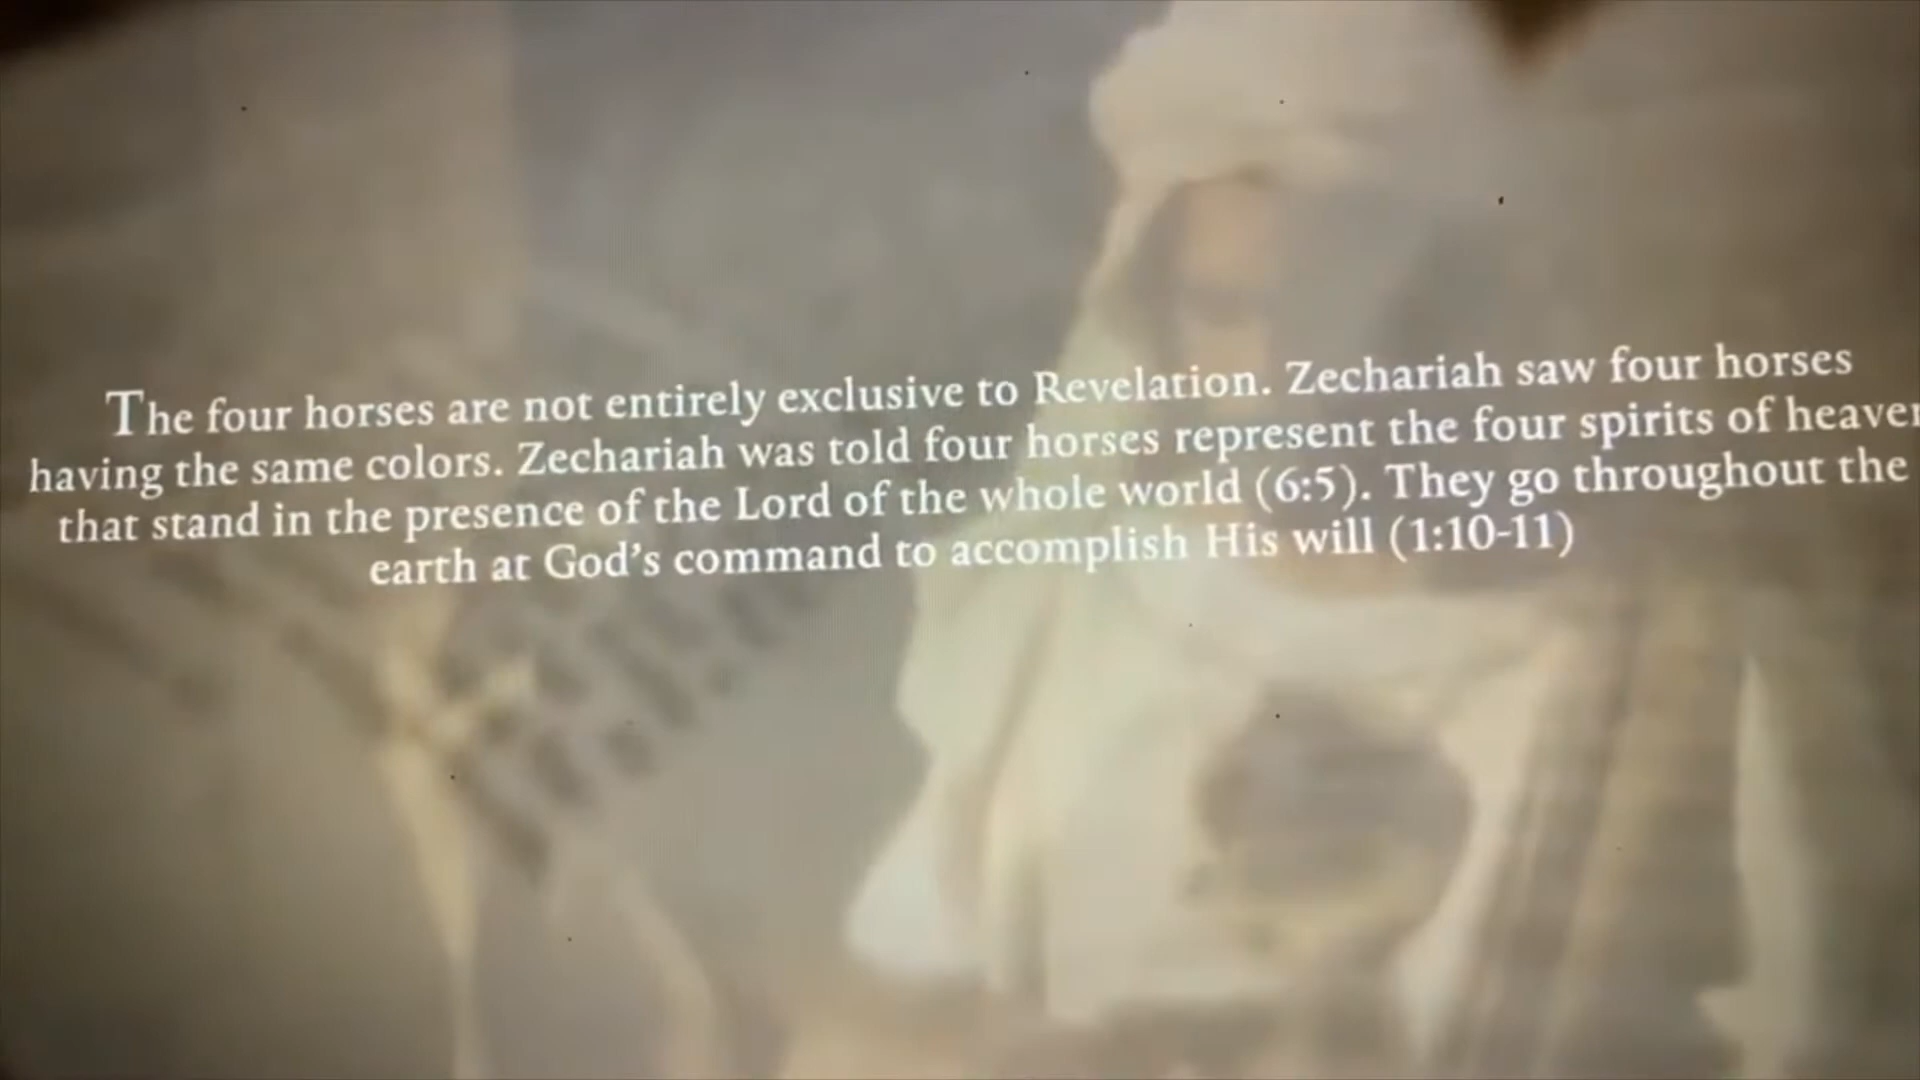 The four horses are not entirely exclusive to Revelation. Zechariah saw four horses
having the same colors. Zechariah was told four horses represent the four spirits of heaven
that stand in the presence of the Lord of the whole world (6:5). They go throughout the
earth at God's command to accomplish His will (1:10-11)